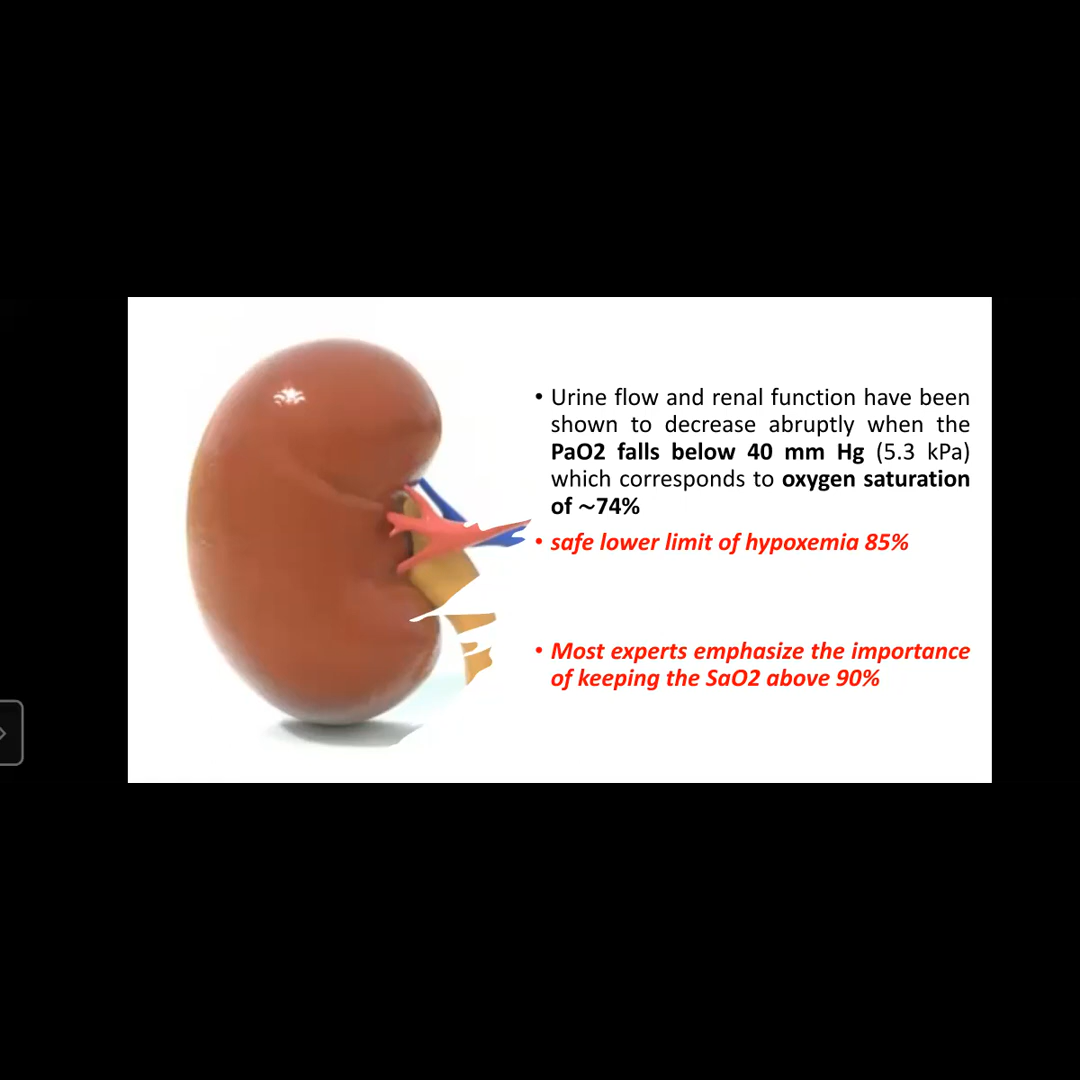 • Urine flow and renal function have been
shown to decrease abruptly when the
PaO2 falls below 40 mm Hg (5.3 kPa)
which corresponds to oxygen saturation
of ∼74%
• safe lower limit of hypoxemia 85%
• Most experts emphasize the importance
of keeping the SaO2 above 90%